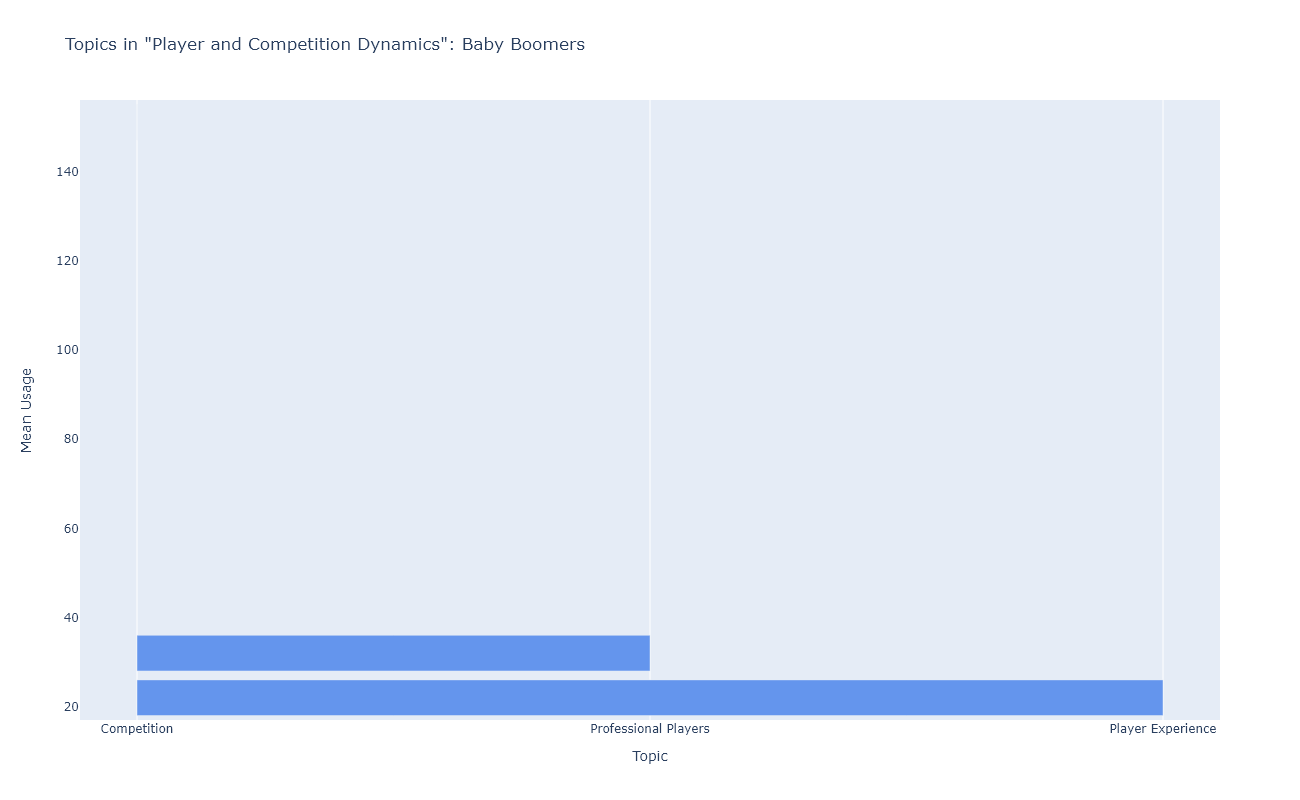 Topics in "Player and Competition Dynamics": Baby Boomers
Mean Usage
140
120
100
80
60
40
20
Competition
Professional Players
Player Experience
Topic